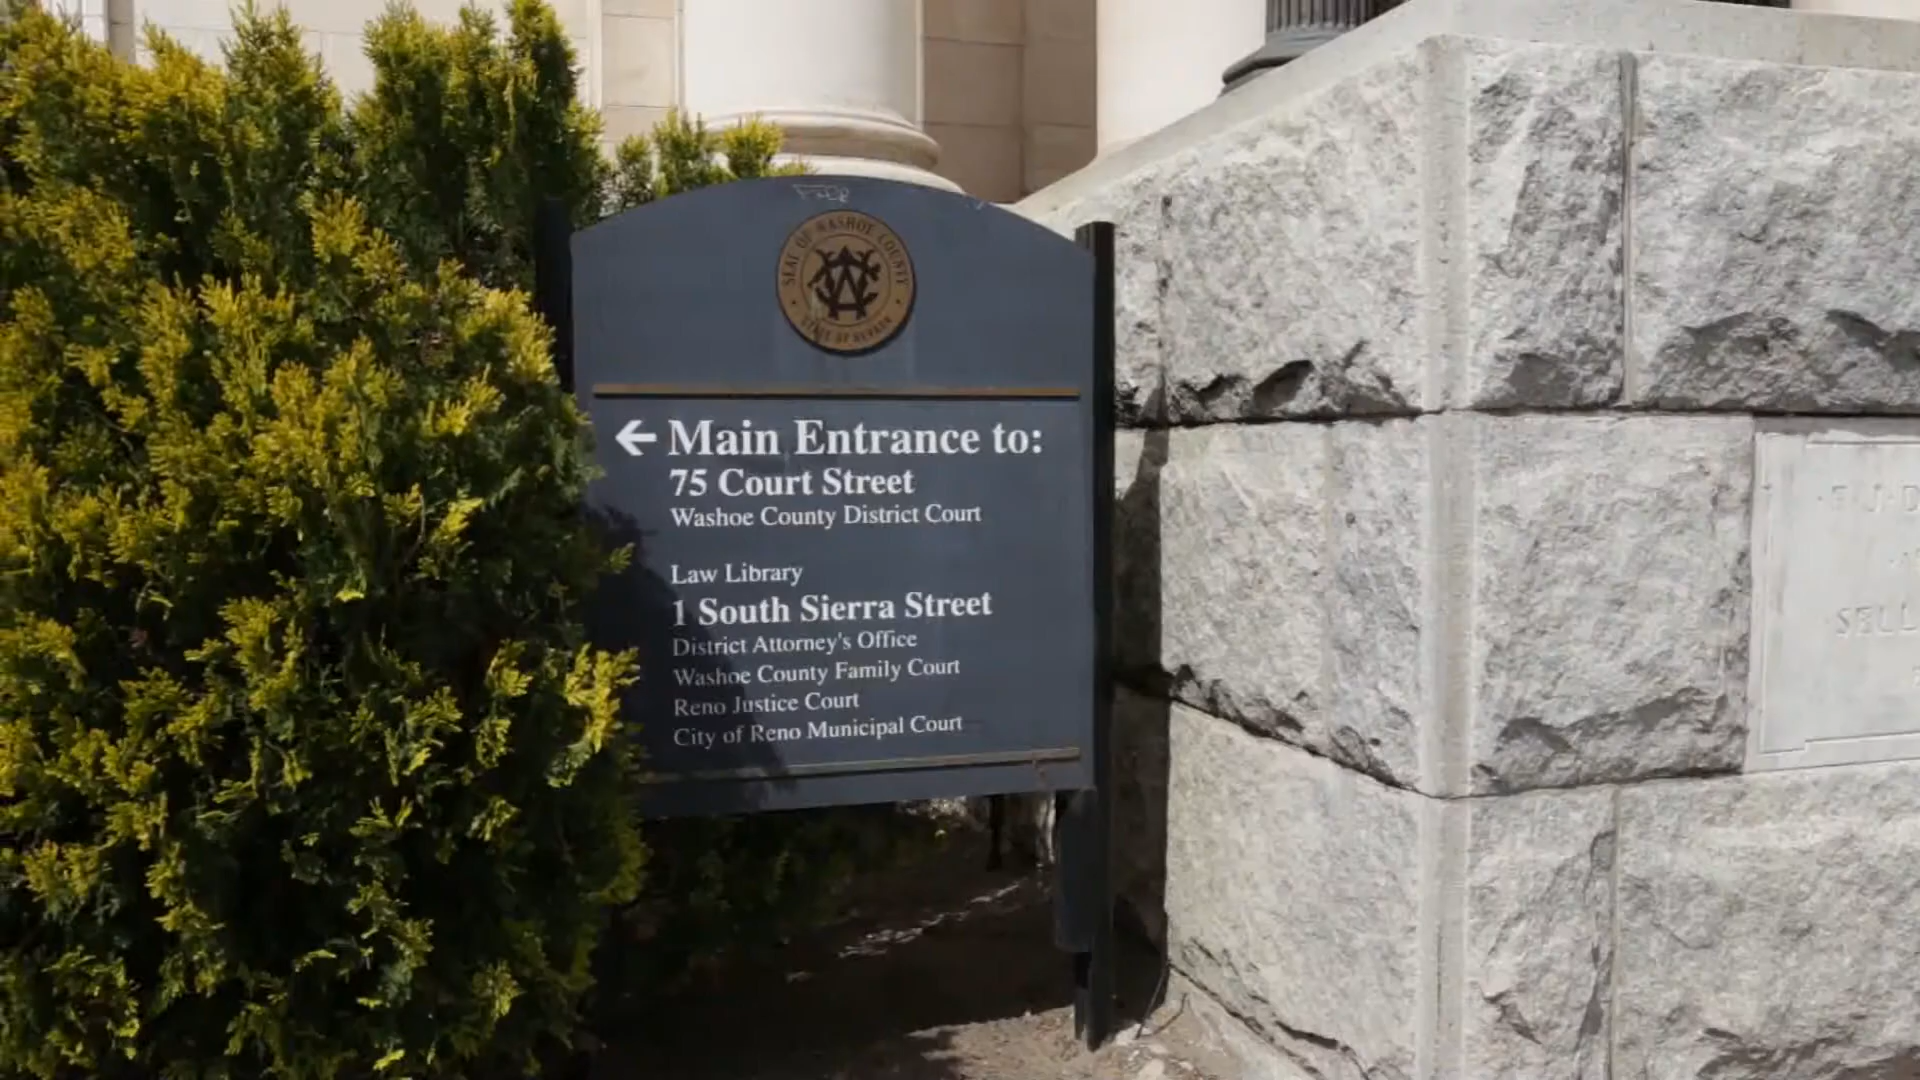 SEAL OF WASHOE COUNTY
STATE OF NEVADA
← Main Entrance to:
75 Court Street
Washoe County District Court
Law Library
1 South Sierra Street
District Attorney's Office
Washoe County Family Court
Reno Justice Court
City of Reno Municipal Court